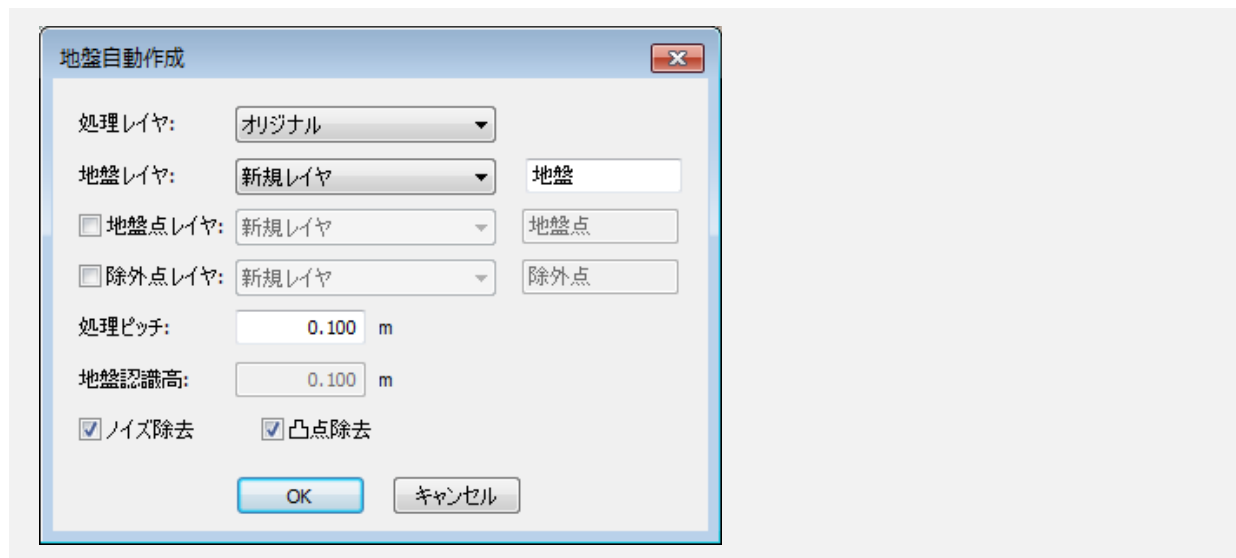 地盤自動作成
処理レイヤ: オリジナル
地盤レイヤ: 新規レイヤ 地盤
地盤点レイヤ: 新規レイヤ 地盤点
除外点レイヤ: 新規レイヤ 除外点
処理ピッチ: 0.100 m
地盤認識高: 0.100 m
ノイズ除去 凸点除去
OK キャンセル